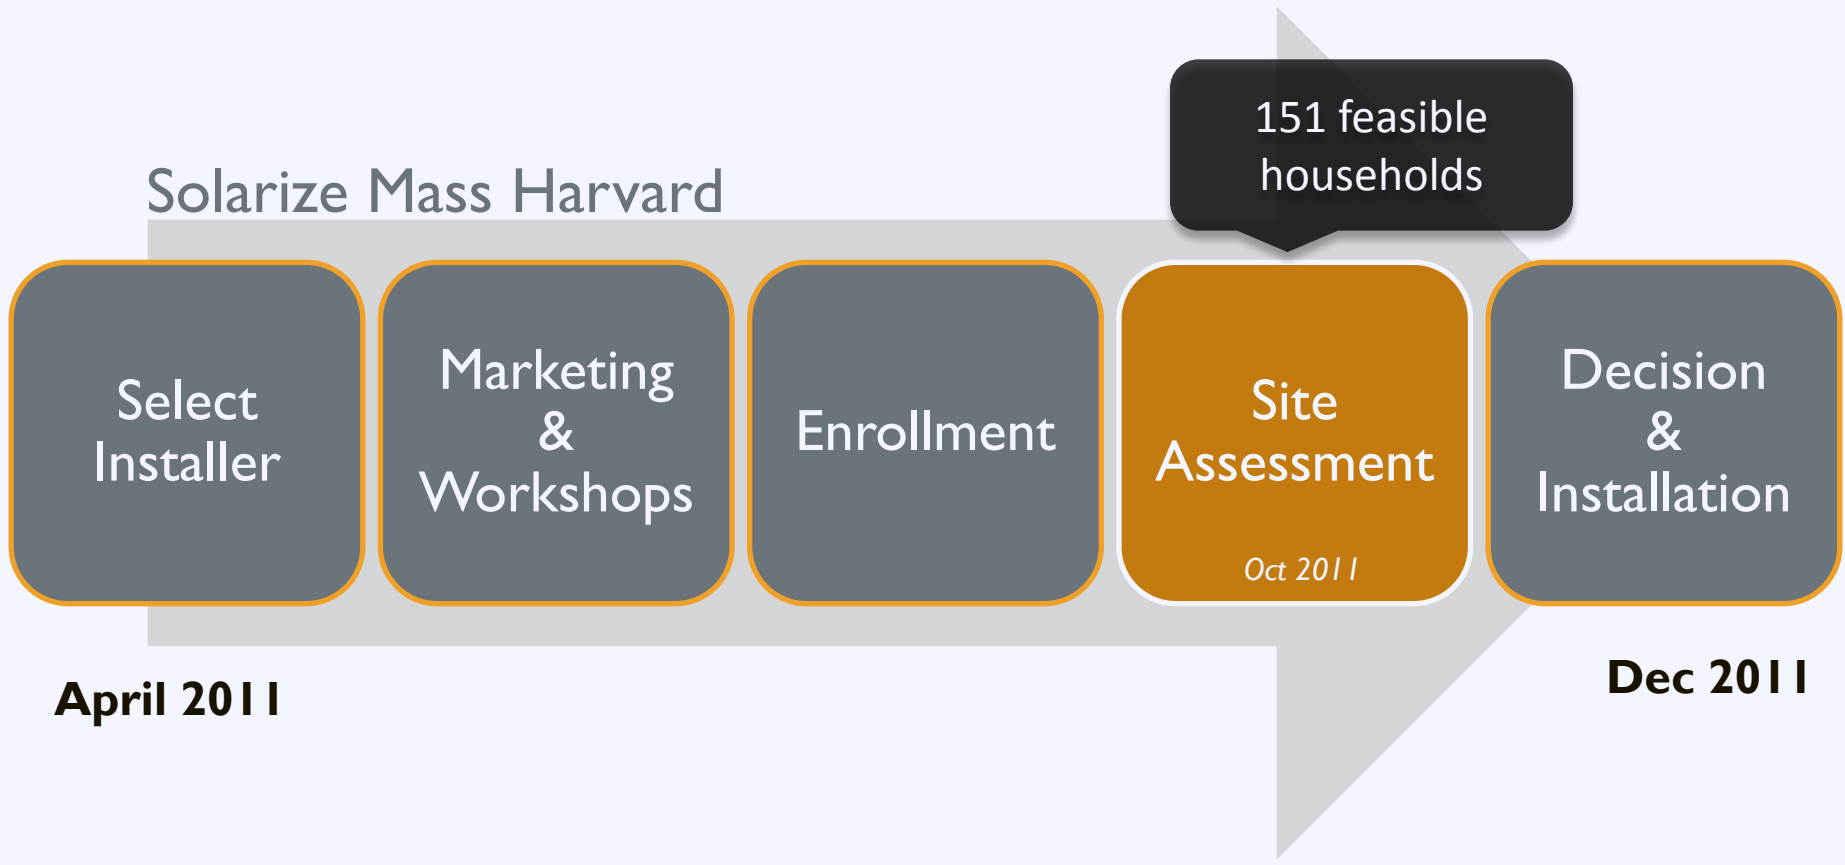 151 feasible
households
Solarize Mass Harvard
Select
Installer
Marketing
&
Workshops
Enrollment
Site
Assessment
Oct 2011
Decision
&
Installation
April 2011
Dec 2011